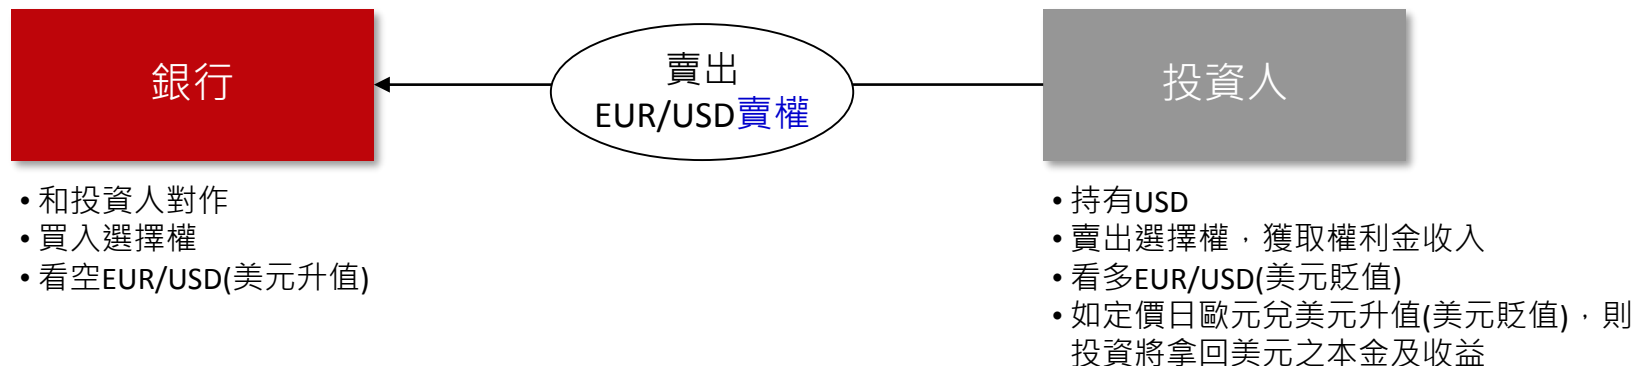 銀行
賣出
EUR/USD賣權
投資人
• 和投資人對作
• 買入選擇權
• 看空EUR/USD(美元升值)
• 持有USD
• 賣出選擇權，獲取權利金收入
• 看多EUR/USD(美元貶值)
• 如定價日歐元兌美元升值(美元貶值)，則
投資將拿回美元之本金及收益